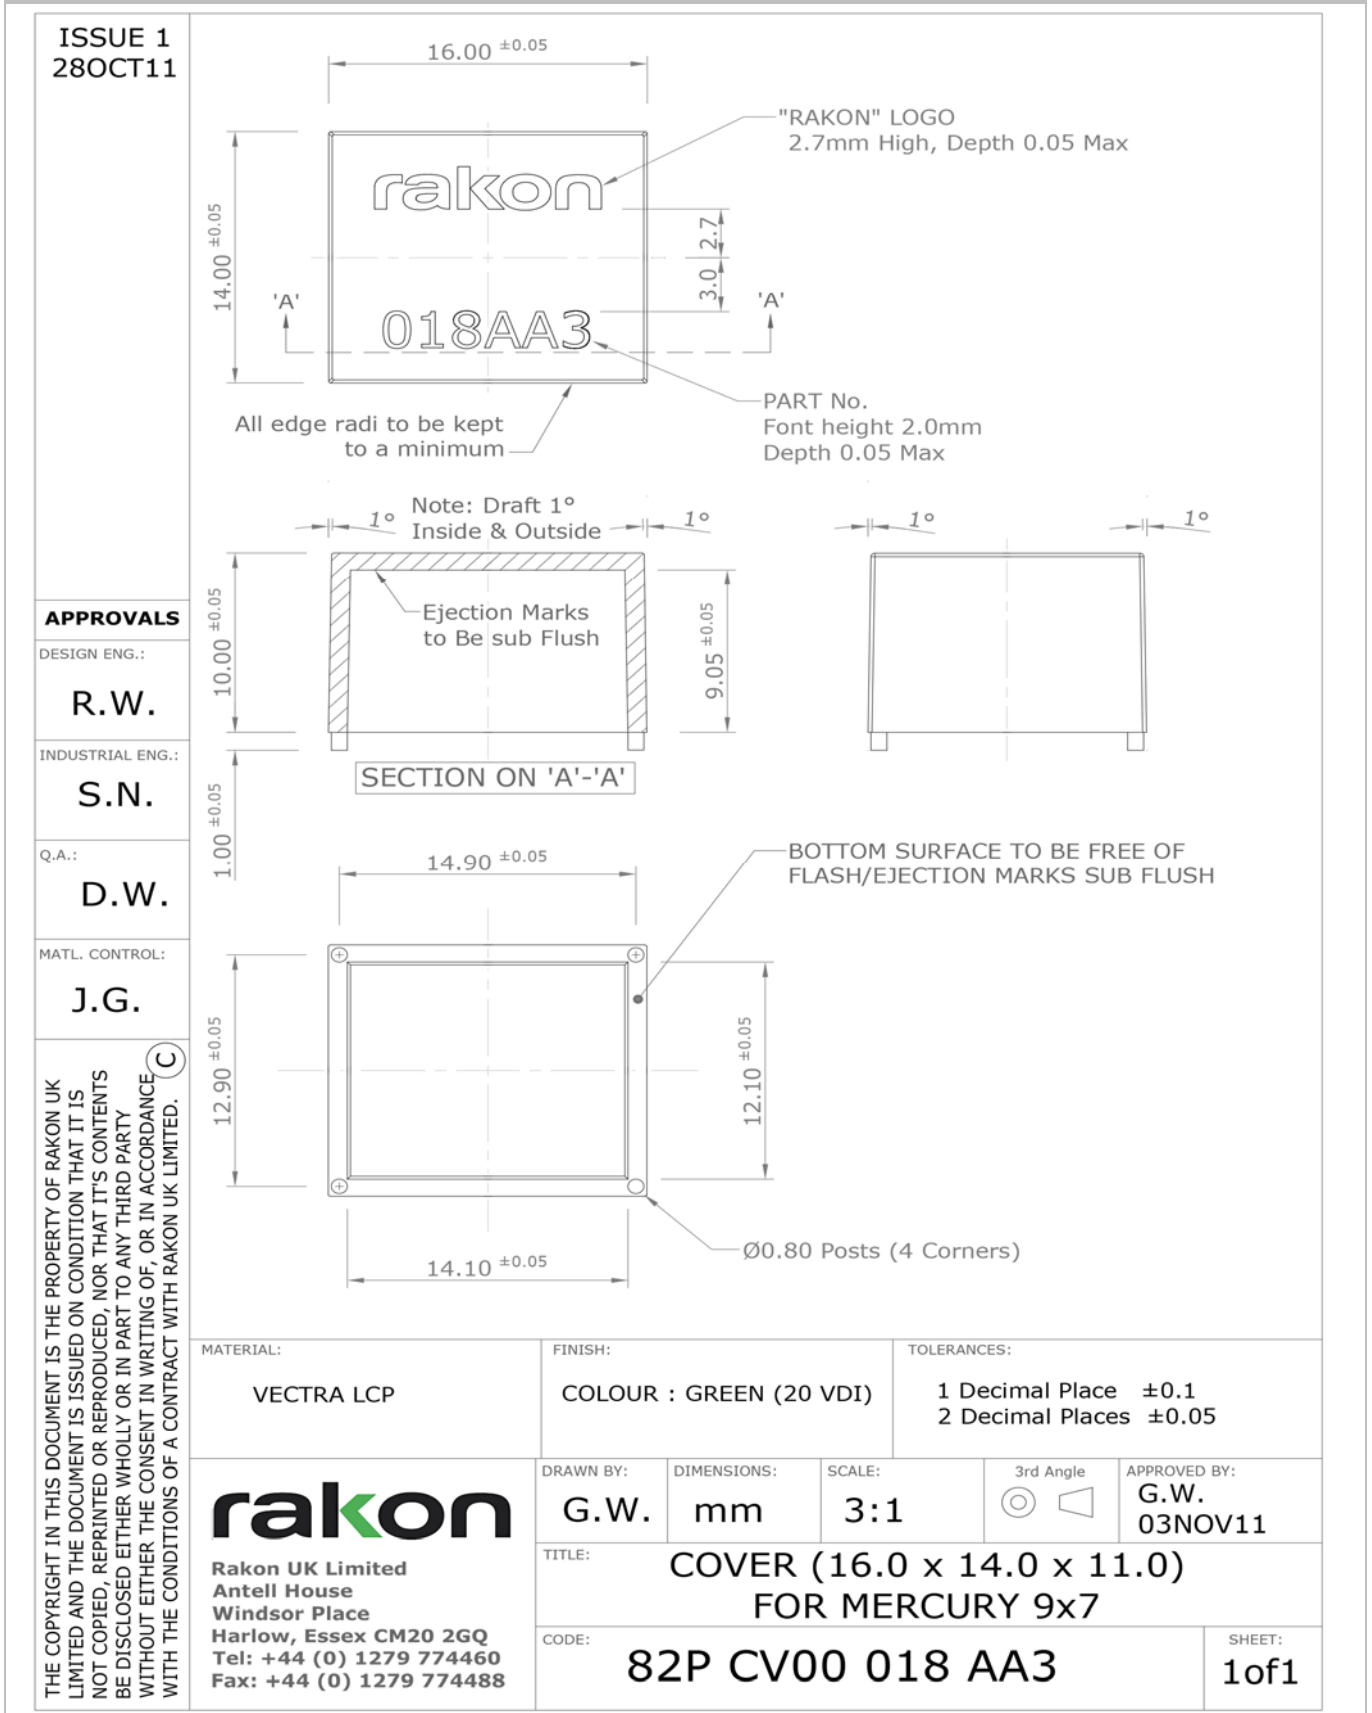 ISSUE 1
28OCT11
16.00 ±0.05
"RAKON" LOGO
2.7mm High, Depth 0.05 Max
rakon
14.00 ±0.05
2.7
3.0
'A'
'A'
018AA3
PART No.
Font height 2.0mm
Depth 0.05 Max
All edge radi to be kept
to a minimum
Note: Draft 1°
Inside & Outside
1°
1°
1°
1°
10.00 ±0.05
Ejection Marks
to Be sub Flush
9.05 ±0.05
SECTION ON 'A'-'A'
1.00 ±0.05
14.90 ±0.05
BOTTOM SURFACE TO BE FREE OF
FLASH/EJECTION MARKS SUB FLUSH
12.90 ±0.05
12.10 ±0.05
Ø0.80 Posts (4 Corners)
14.10 ±0.05
APPROVALS
DESIGN ENG.:
R.W.
INDUSTRIAL ENG.:
S.N.
Q.A.:
D.W.
MATL. CONTROL:
J.G.
C
THE COPYRIGHT IN THIS DOCUMENT IS THE PROPERTY OF RAKON UK
LIMITED AND THE DOCUMENT IS ISSUED ON CONDITION THAT IT IS
NOT COPIED, REPRINTED OR REPRODUCED, NOR THAT IT'S CONTENTS
BE DISCLOSED EITHER WHOLLY OR IN PART TO ANY THIRD PARTY
WITHOUT EITHER THE CONSENT IN WRITING OF, OR IN ACCORDANCE
WITH THE CONDITIONS OF A CONTRACT WITH RAKON UK LIMITED.
MATERIAL:
VECTRA LCP
FINISH:
COLOUR : GREEN (20 VDI)
TOLERANCES:
1 Decimal Place ±0.1
2 Decimal Places ±0.05
rakon
Rakon UK Limited
Antell House
Windsor Place
Harlow, Essex CM20 2GQ
Tel: +44 (0) 1279 774460
Fax: +44 (0) 1279 774488
DRAWN BY:
G.W.
DIMENSIONS:
mm
SCALE:
3:1
3rd Angle
APPROVED BY:
G.W.
03NOV11
TITLE:
COVER (16.0 x 14.0 x 11.0)
FOR MERCURY 9x7
CODE:
82P CV00 018 AA3
SHEET:
1of1